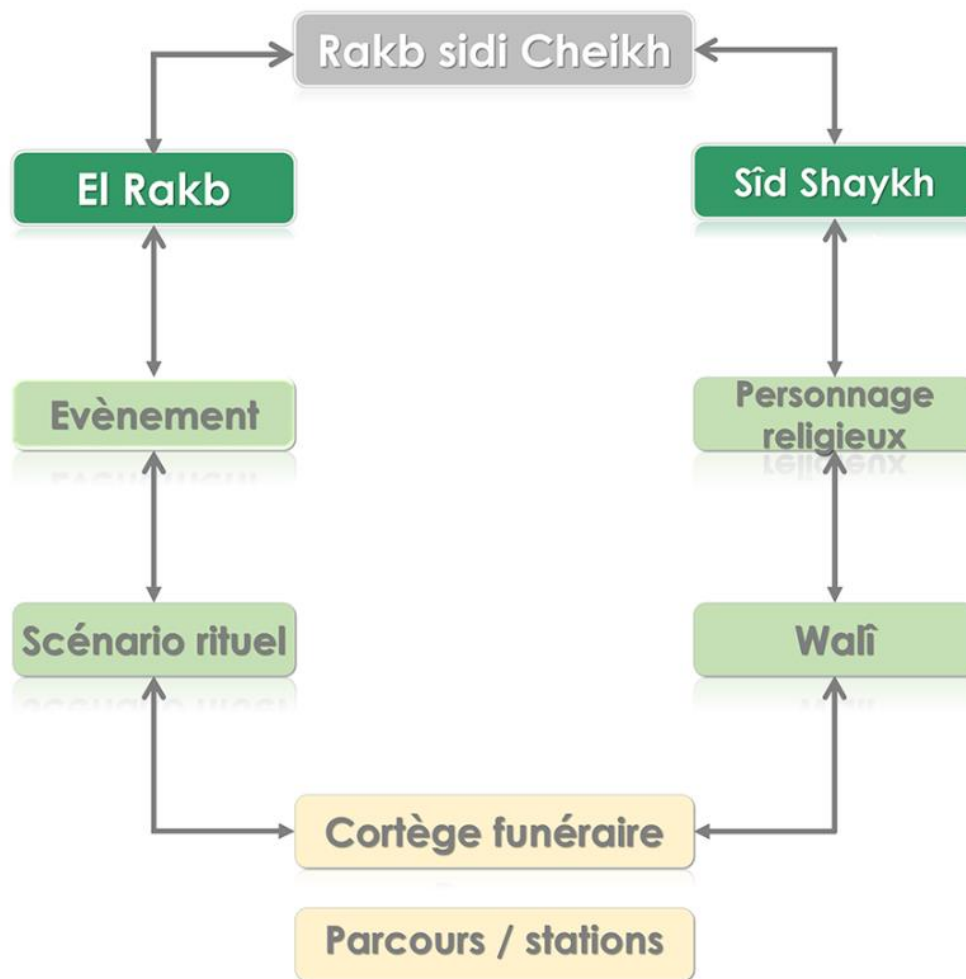 Rakb sidi Cheikh
El Rakb
Sîd Shaykh
Evènement
Personnage
religieux
Scénario rituel
Walî
Cortège funéraire
Parcours / stations